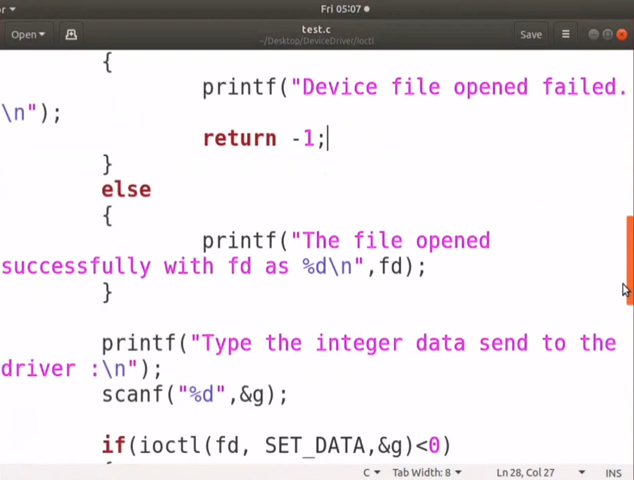 Fri 05:07
Open
test.c
~/Desktop/DeviceDriver/Ioctl
Save
{
printf("Device file opened failed.
\n");
return -1;
}
else
{
printf("The file opened
successfully with fd as %d\n",fd);
}
printf("Type the integer data send to the
driver :\n");
scanf("%d",&g);
if(ioctl(fd, SET_DATA,&g)<0)
C
Tab Width: 8
Ln 28, Col 27
INS